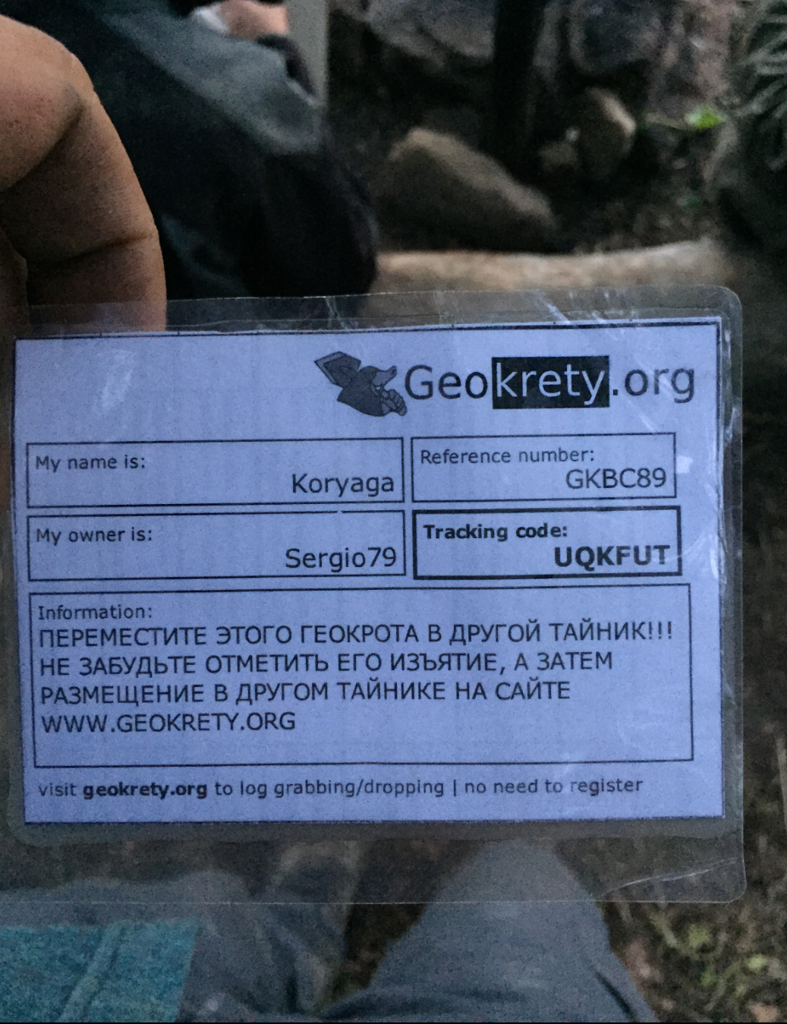 Geokrety.org
My name is:
Koryaga
Reference number:
GKBC89
My owner is:
Sergio79
Tracking code:
UQKFUT
Information:
ПЕРЕМЕСТИТЕ ЭТОГО ГЕОКРОТА В ДРУГОЙ ТАЙНИК!!!
НЕ ЗАБУДЬТЕ ОТМЕТИТЬ ЕГО ИЗЪЯТИЕ, А ЗАТЕМ
РАЗМЕЩЕНИЕ В ДРУГОМ ТАЙНИКЕ НА САЙТЕ
WWW.GEOKRETY.ORG
visit geokrety.org to log grabbing/dropping | no need to register